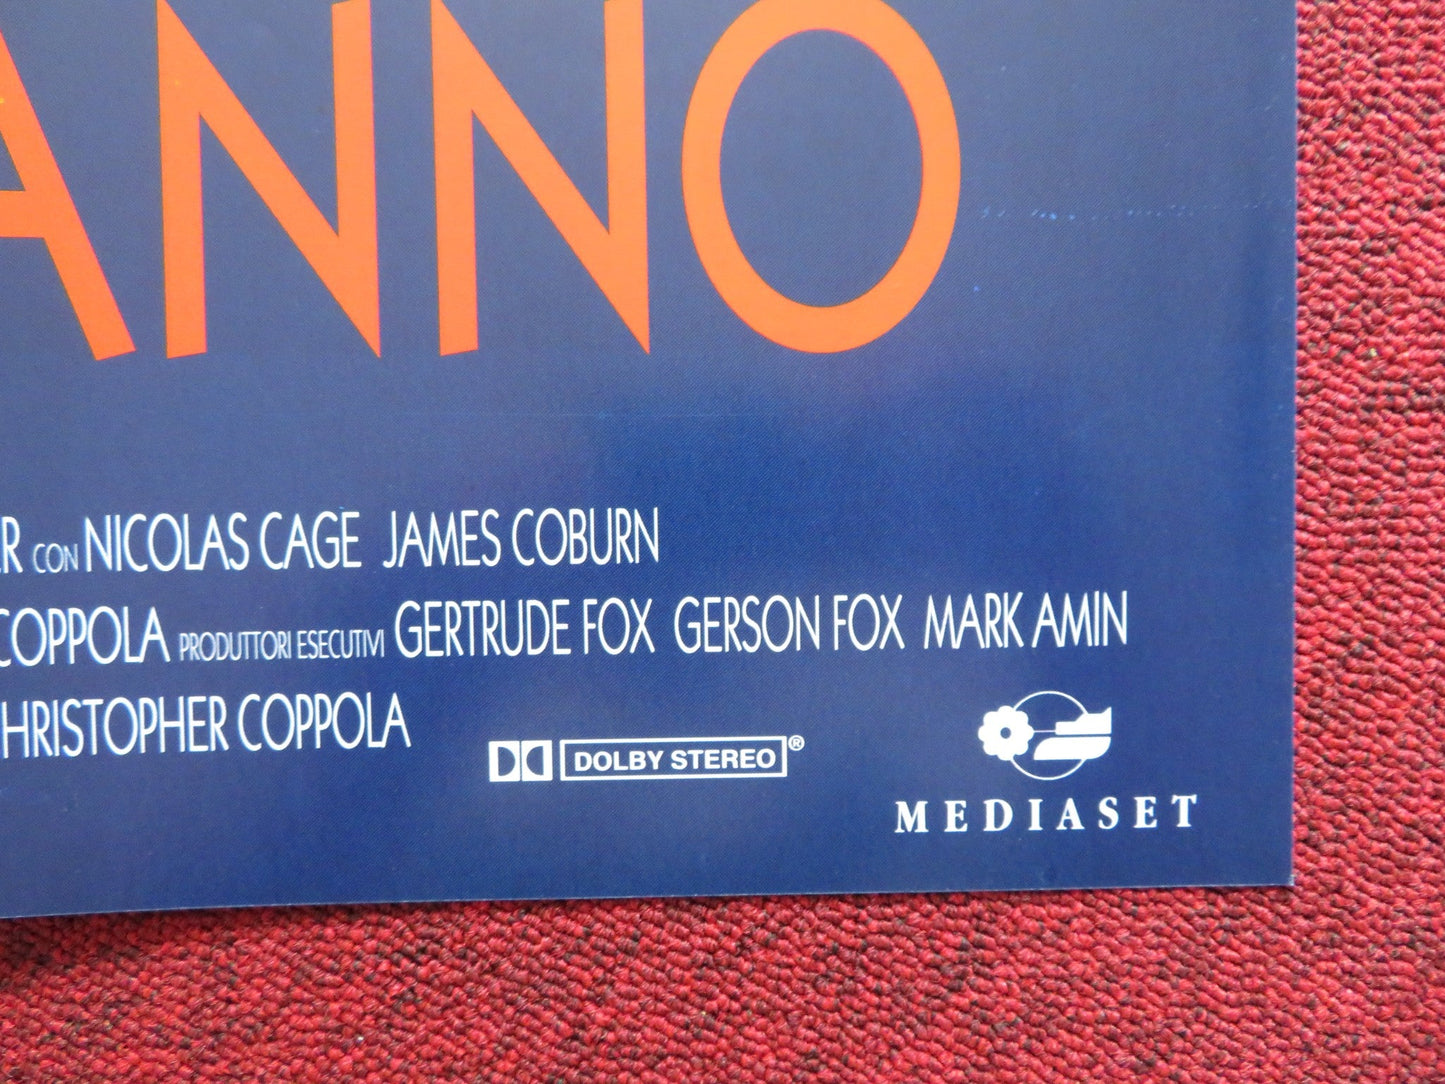 ANNO
ER CON NICOLAS CAGE JAMES COBURN
COPPOLA PRODUTTORI ESECUTIVI GERTRUDE FOX GERSON FOX MARK AMIN
HRISTOPHER COPPOLA
DOLBY STEREO®
MEDIASET